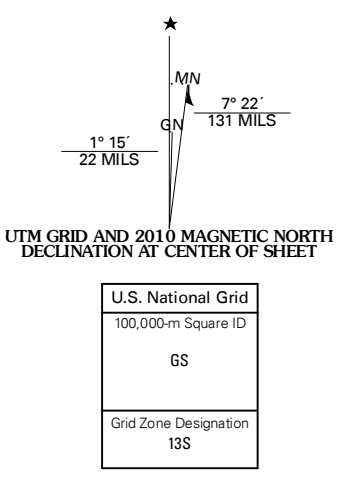 ★
MN
GN
7° 22´
131 MILS
1° 15´
22 MILS
UTM GRID AND 2010 MAGNETIC NORTH
DECLINATION AT CENTER OF SHEET
U.S. National Grid
100,000-m Square ID
GS
Grid Zone Designation
13S